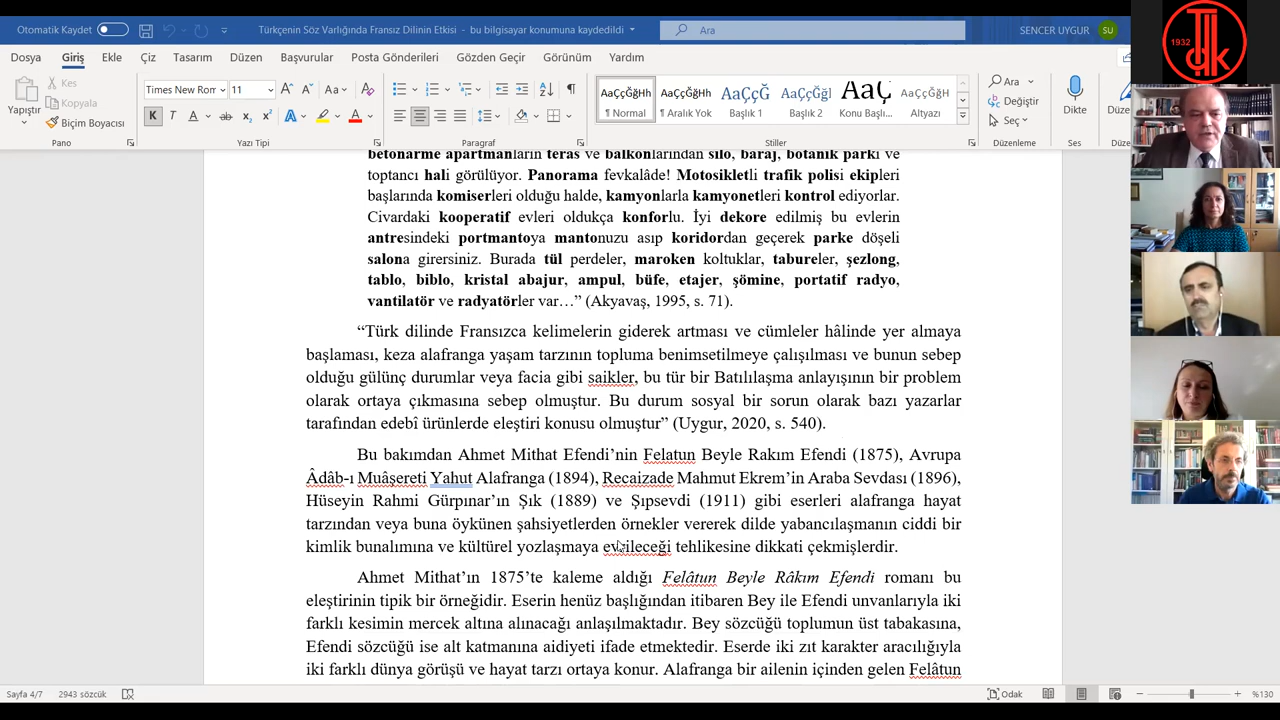 Otomatik Kaydet
Türkçenin Söz Varlığında Fransız Dilinin Etkisi - bu bilgisayar konumuna kaydedildi
Ara
SENCER UYGUR
SU
Dosya Giriş Ekle Çiz Tasarım Düzen Başvurular Posta Gönderileri Gözden Geçir Görünüm Yardım
Yapıştır
Kes
Kopyala
Biçim Boyacısı
Pano
Times New Rom
11
K T A
Yazı Tipi
Paragraf
AaÇçĞğHh
¶ Normal
AaÇçĞğHh
¶ Aralık Yok
AaÇçĞ
Başlık 1
AaÇçĞğl
Başlık 2
AaÇ
Konu Başlı...
AaÇçĞğH
Altyazı
Stiller
Ara
Değiştir
Seç
Düzenleme
Dikte
Ses
Düze
1932
betonarme apartmanların teras ve balkonlarından silo, baraj, botanik parkı ve
toptancı hali görülüyor. Panorama fevkalâde! Motosikletli trafik polisi ekipleri
başlarında komiserleri olduğu halde, kamyonlarla kamyonetleri kontrol ediyorlar.
Civardaki kooperatif evleri oldukça konforlu. İyi dekore edilmiş bu evlerin
antresindeki portmantoya mantonuzu asıp koridordan geçerek parke döşeli
salona girersiniz. Burada tül perdeler, maroken koltuklar, tabureler, şezlong,
tablo, biblo, kristal abajur, ampul, büfe, etajer, şömine, portatif radyo,
vantilatör ve radyatörler var…” (Akyavaş, 1995, s. 71).
“Türk dilinde Fransızca kelimelerin giderek artması ve cümleler hâlinde yer almaya
başlaması, keza alafranga yaşam tarzının topluma benimsetilmeye çalışılması ve bunun sebep
olduğu gülünç durumlar veya facia gibi saikler, bu tür bir Batılılaşma anlayışının bir problem
olarak ortaya çıkmasına sebep olmuştur. Bu durum sosyal bir sorun olarak bazı yazarlar
tarafından edebî ürünlerde eleştiri konusu olmuştur” (Uygur, 2020, s. 540).
Bu bakımdan Ahmet Mithat Efendi’nin Felatun Beyle Rakım Efendi (1875), Avrupa
Âdâb-ı Muâşereti Yahut Alafranga (1894), Recaizade Mahmut Ekrem’in Araba Sevdası (1896),
Hüseyin Rahmi Gürpınar’ın Şık (1889) ve Şıpsevdi (1911) gibi eserleri alafranga hayat
tarzından veya buna öykünen şahsiyetlerden örnekler vererek dilde yabancılaşmanın ciddi bir
kimlik bunalımına ve kültürel yozlaşmaya evrileceği tehlikesine dikkati çekmişlerdir.
Ahmet Mithat’ın 1875’te kaleme aldığı Felâtun Beyle Râkım Efendi romanı bu
eleştirinin tipik bir örneğidir. Eserin henüz başlığından itibaren Bey ile Efendi unvanlarıyla iki
farklı kesimin mercek altına alınacağı anlaşılmaktadır. Bey sözcüğü toplumun üst tabakasına,
Efendi sözcüğü ise alt katmanına aidiyeti ifade etmektedir. Eserde iki zıt karakter aracılığıyla
iki farklı dünya görüşü ve hayat tarzı ortaya konur. Alafranga bir ailenin içinden gelen Felâtun
Sayfa 4/7 2943 sözcük
Odak
%130